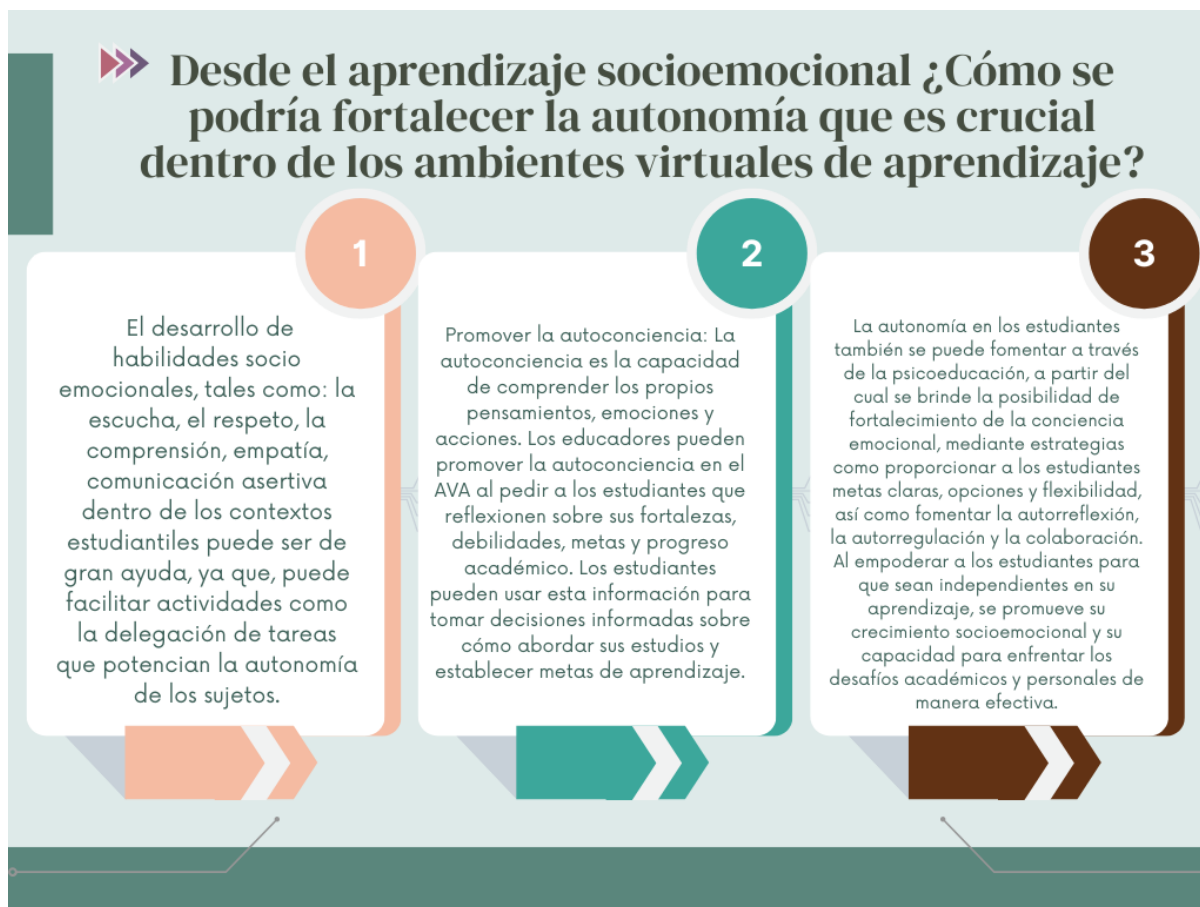 Desde el aprendizaje socioemocional ¿Cómo se
podría fortalecer la autonomía que es crucial
dentro de los ambientes virtuales de aprendizaje?
1
El desarrollo de
habilidades socio
emocionales, tales como: la
escucha, el respeto, la
comprensión, empatía,
comunicación asertiva
dentro de los contextos
estudiantiles puede ser de
gran ayuda, ya que, puede
facilitar actividades como
la delegación de tareas
que potencian la autonomía
de los sujetos.
2
Promover la autoconciencia: La
autoconciencia es la capacidad
de comprender los propios
pensamientos, emociones y
acciones. Los educadores pueden
promover la autoconciencia en el
AVA al pedir a los estudiantes que
reflexionen sobre sus fortalezas,
debilidades, metas y progreso
académico. Los estudiantes
pueden usar esta información para
tomar decisiones informadas sobre
cómo abordar sus estudios y
establecer metas de aprendizaje.
3
La autonomía en los estudiantes
también se puede fomentar a través
de la psicoeducación, a partir del
cual se brinde la posibilidad de
fortalecimiento de la conciencia
emocional, mediante estrategias
como proporcionar a los estudiantes
metas claras, opciones y flexibilidad,
así como fomentar la autorreflexión,
la autorregulación y la colaboración.
Al empoderar a los estudiantes para
que sean independientes en su
aprendizaje, se promueve su
crecimiento socioemocional y su
capacidad para enfrentar los
desafíos académicos y personales de
manera efectiva.